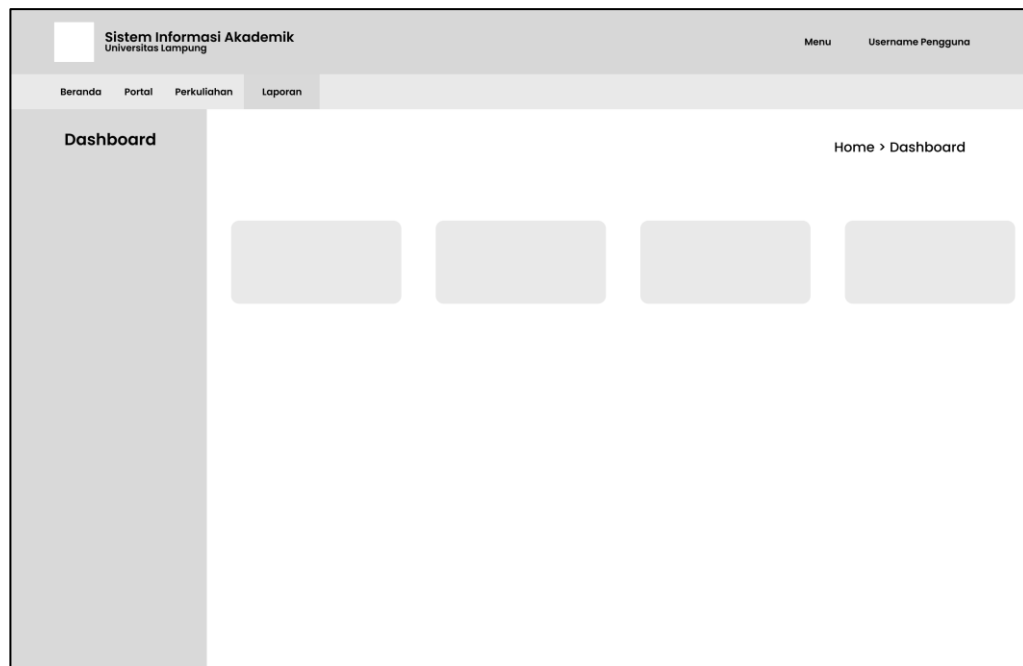 Sistem Informasi Akademik
Universitas Lampung
Menu
Username Pengguna
Beranda
Portal
Perkuliahan
Laporan
Dashboard
Home > Dashboard